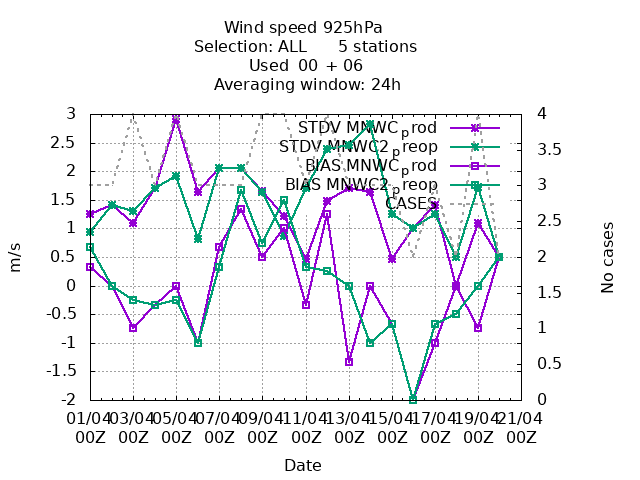 Wind speed 925hPa
Selection: ALL 5 stations
Used 00 + 06
Averaging window: 24h
STDV MNWC_prod
STDV MNWC2_preop
BIAS MNWC_prod
BIAS MNWC2_preop
CASES
3
2.5
2
1.5
1
0.5
0
-0.5
-1
-1.5
-2
m/s
4
3.5
3
2.5
2
1.5
1
0.5
0
No cases
01/04 03/04 05/04 07/04 09/04 11/04 13/04 15/04 17/04 19/04 21/04
00Z 00Z 00Z 00Z 00Z 00Z 00Z 00Z 00Z 00Z 00Z
Date